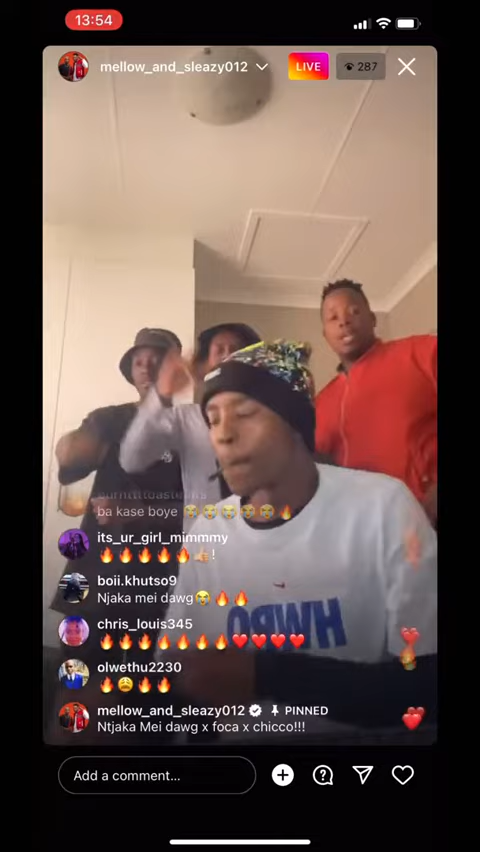 13:54
mellow_and_sleazy012
LIVE
287
ba kase boye 😭😭😭😭😭🔥
its_ur_girl_mimmmy
🔥🔥🔥🔥🔥👍🏼!
boii.khutso9
Njaka mei dawg😭🔥🔥
chris_louis345
🔥🔥🔥🔥🔥🔥🔥❤️❤️❤️❤️
olwethu2230
🔥😩🔥🔥
mellow_and_sleazy012 PINNED
Ntjaka Mei dawg x foca x chicco!!!
Add a comment...